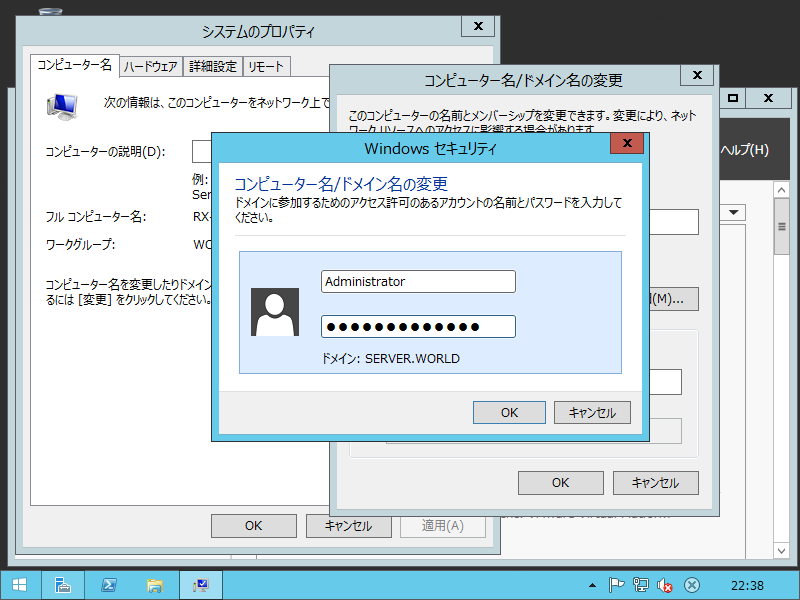 システムのプロパティ
コンピューター名
ハードウェア
詳細設定
リモート
次の情報は、このコンピューターをネットワーク上で
コンピューターの説明(D):
例:
フル コンピューター名:
RX-
ワークグループ:
コンピューター名を変更したりドメイン
るには [変更] をクリックしてください。
OK
キャンセル
適用(A)
コンピューター名/ドメイン名の変更
このコンピューターの名前とメンバーシップを変更できます。変更により、ネット
ワーク リソースへのアクセスに影響する場合があります。
(M)...
OK
キャンセル
ヘルプ(H)
Windows セキュリティ
コンピューター名/ドメイン名の変更
ドメインに参加するためのアクセス許可のあるアカウントの名前とパスワードを入力して
ください。
Administrator
●●●●●●●●●●●●●
ドメイン: SERVER.WORLD
OK
キャンセル
22:38